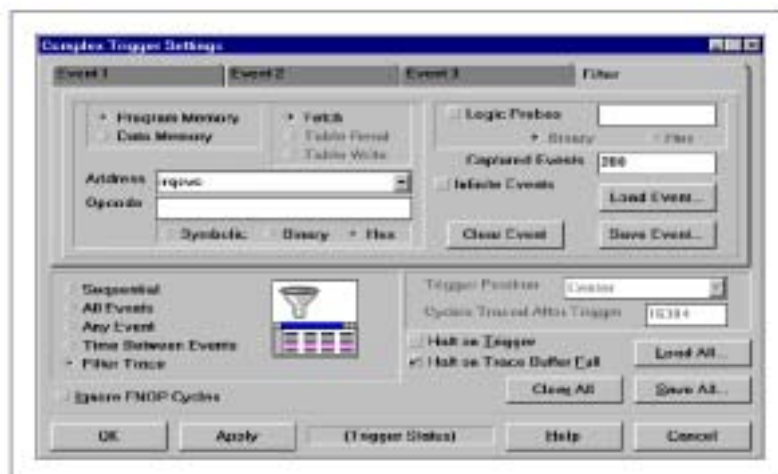 Complex Trigger Settings
Event 1 Event 2 Event 3 Filter
Program Memory
Data Memory
Fetch
Table Read
Table Write
Address
Opcode
Symbolic Binary Hex
Logic Probes
Binary Hex
Captured Events 200
Infinite Events
Load Event...
Clear Event Save Event...
Sequential
All Events
Any Event
Time Between Events
Filter Trace
Ignore FNOP Cycles
Trigger Position Center
Cycles Traced After Trigger 16384
Halt on Trigger
Halt on Trace Buffer Full
Load All...
Clear All Save All...
OK Apply (Trigger Status) Help Cancel